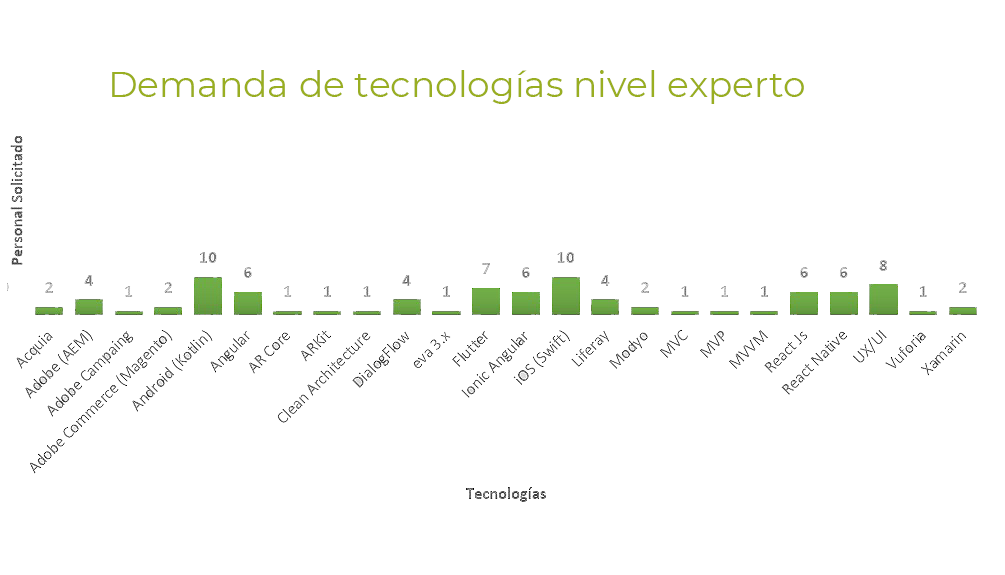 Demanda de tecnologías nivel experto
Personal Solicitado
2 4 1 2 10 6 1 1 1 4 1 7 6 10 4 2 1 1 1 6 6 8 1 2
Acquia
Adobe (AEM)
Adobe Campaing
Adobe Commerce (Magento)
Android (Kotlin)
Angular
AR Core
ARKit
Clean Architecture
DialogFlow
eva 3.x
Flutter
Ionic Angular
iOS (Swift)
Liferay
Modyo
MVC
MVP
MVVM
React Js
React Native
UX/UI
Vuforia
Xamarin
Tecnologías